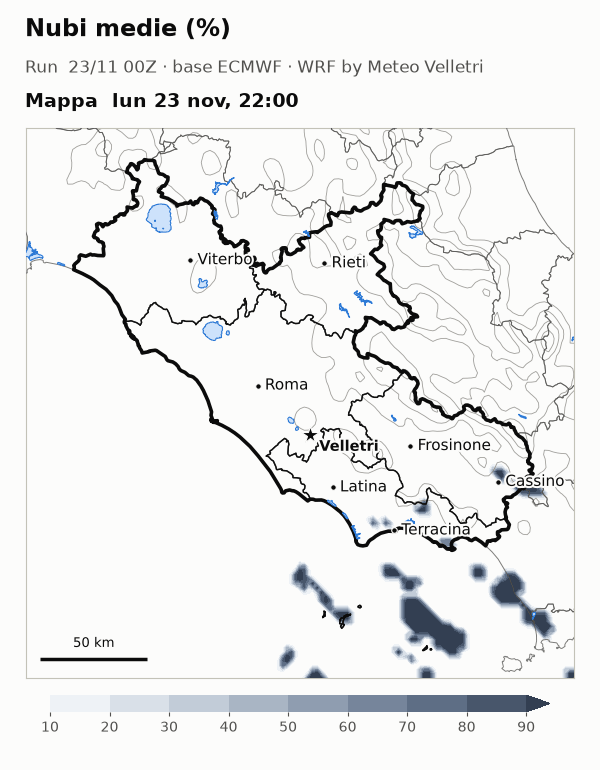 Nubi medie (%)
Run  23/11 00Z · base ECMWF · WRF by Meteo Velletri
Mappa  lun 23 nov, 22:00
Viterbo
Rieti
Roma
Velletri
Frosinone
Cassino
Latina
Terracina
50 km
10 20 30 40 50 60 70 80 90